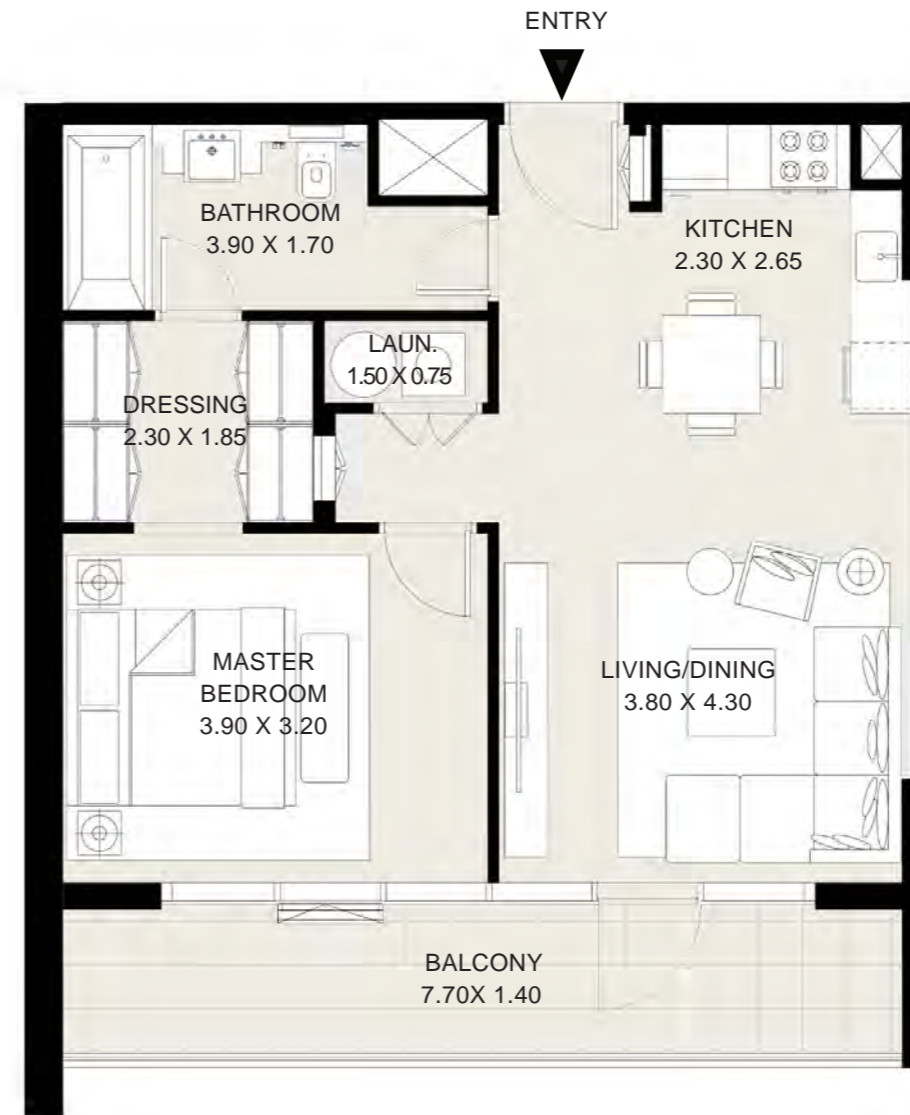 ENTRY
BATHROOM
3.90 X 1.70
KITCHEN
2.30 X 2.65
LAUN.
1.50 X 0.75
DRESSING
2.30 X 1.85
MASTER
BEDROOM
3.90 X 3.20
LIVING/DINING
3.80 X 4.30
BALCONY
7.70X 1.40